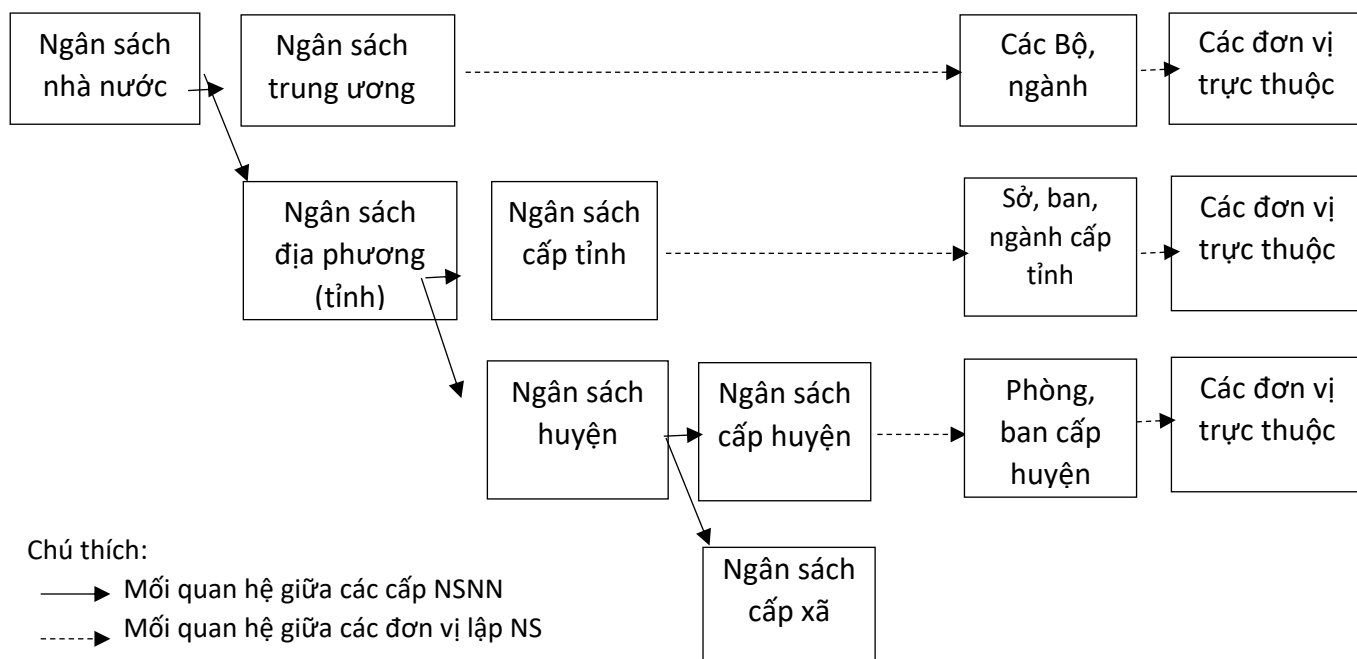 Ngân sách
nhà nước
Ngân sách
trung ương
Các Bộ,
ngành
Các đơn vị
trực thuộc
Ngân sách
địa phương
(tỉnh)
Ngân sách
cấp tỉnh
Sở, ban,
ngành cấp
tỉnh
Các đơn vị
trực thuộc
Ngân sách
huyện
Ngân sách
cấp huyện
Phòng,
ban cấp
huyện
Các đơn vị
trực thuộc
Ngân sách
cấp xã
Chú thích:
Mối quan hệ giữa các cấp NSNN
Mối quan hệ giữa các đơn vị lập NS